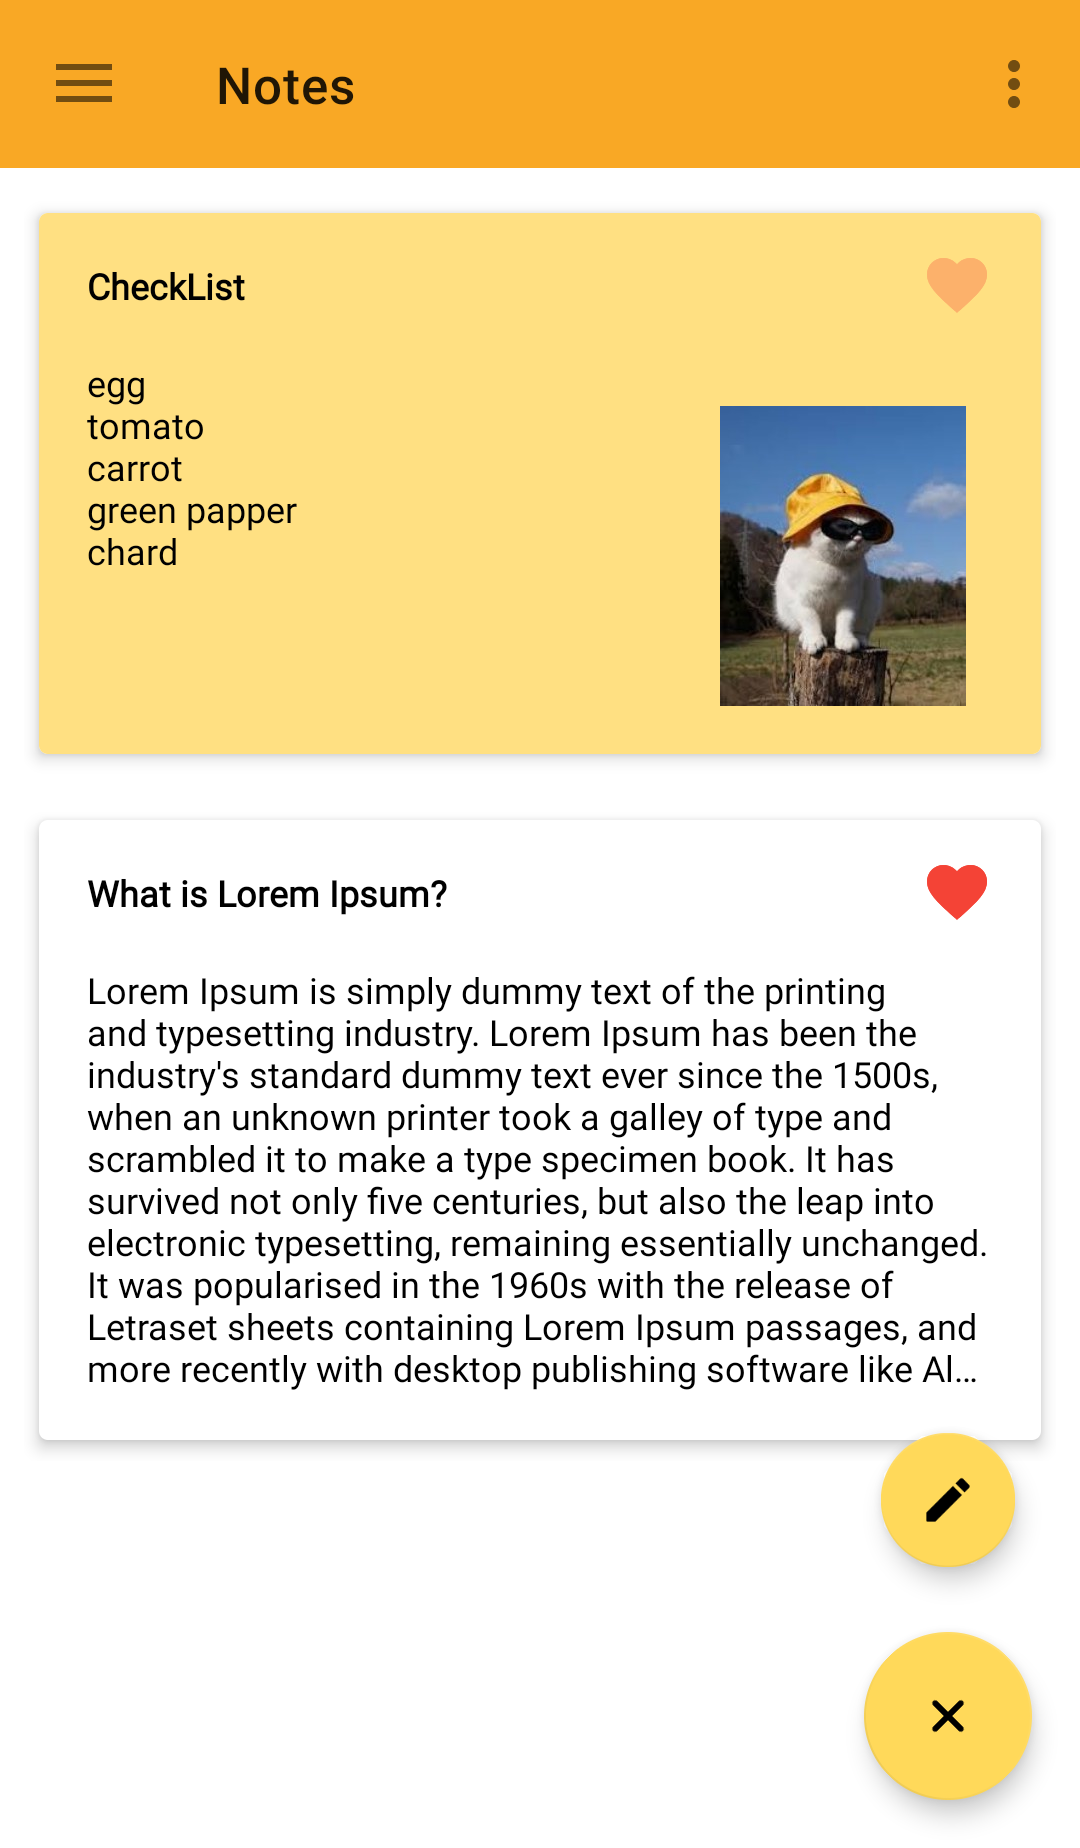 Notes
CheckList
egg
tomato
carrot
green papper
chard
What is Lorem Ipsum?
Lorem Ipsum is simply dummy text of the printing
and typesetting industry. Lorem Ipsum has been the
industry's standard dummy text ever since the 1500s,
when an unknown printer took a galley of type and
scrambled it to make a type specimen book. It has
survived not only five centuries, but also the leap into
electronic typesetting, remaining essentially unchanged.
It was popularised in the 1960s with the release of
Letraset sheets containing Lorem Ipsum passages, and
more recently with desktop publishing software like Al…